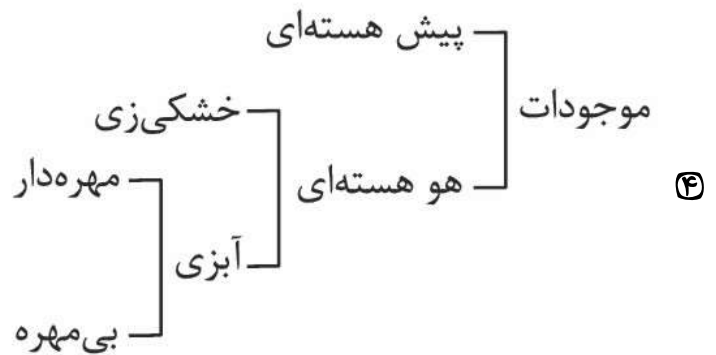 پیش هسته‌ای
موجودات
خشکی‌زی
هو هسته‌ای
مهره‌دار
۴
آبزی
بی‌مهره